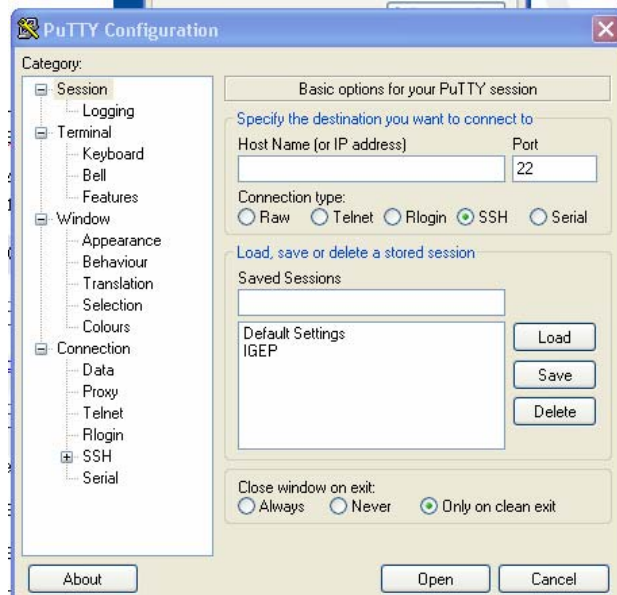 PuTTY Configuration
Category:
Session
Logging
Terminal
Keyboard
Bell
Features
Window
Appearance
Behaviour
Translation
Selection
Colours
Connection
Data
Proxy
Telnet
Rlogin
SSH
Serial
Basic options for your PuTTY session
Specify the destination you want to connect to
Host Name (or IP address) Port
22
Connection type:
Raw Telnet Rlogin SSH Serial
Load, save or delete a stored session
Saved Sessions
Default Settings
IGEP
Load
Save
Delete
Close window on exit:
Always Never Only on clean exit
About Open Cancel